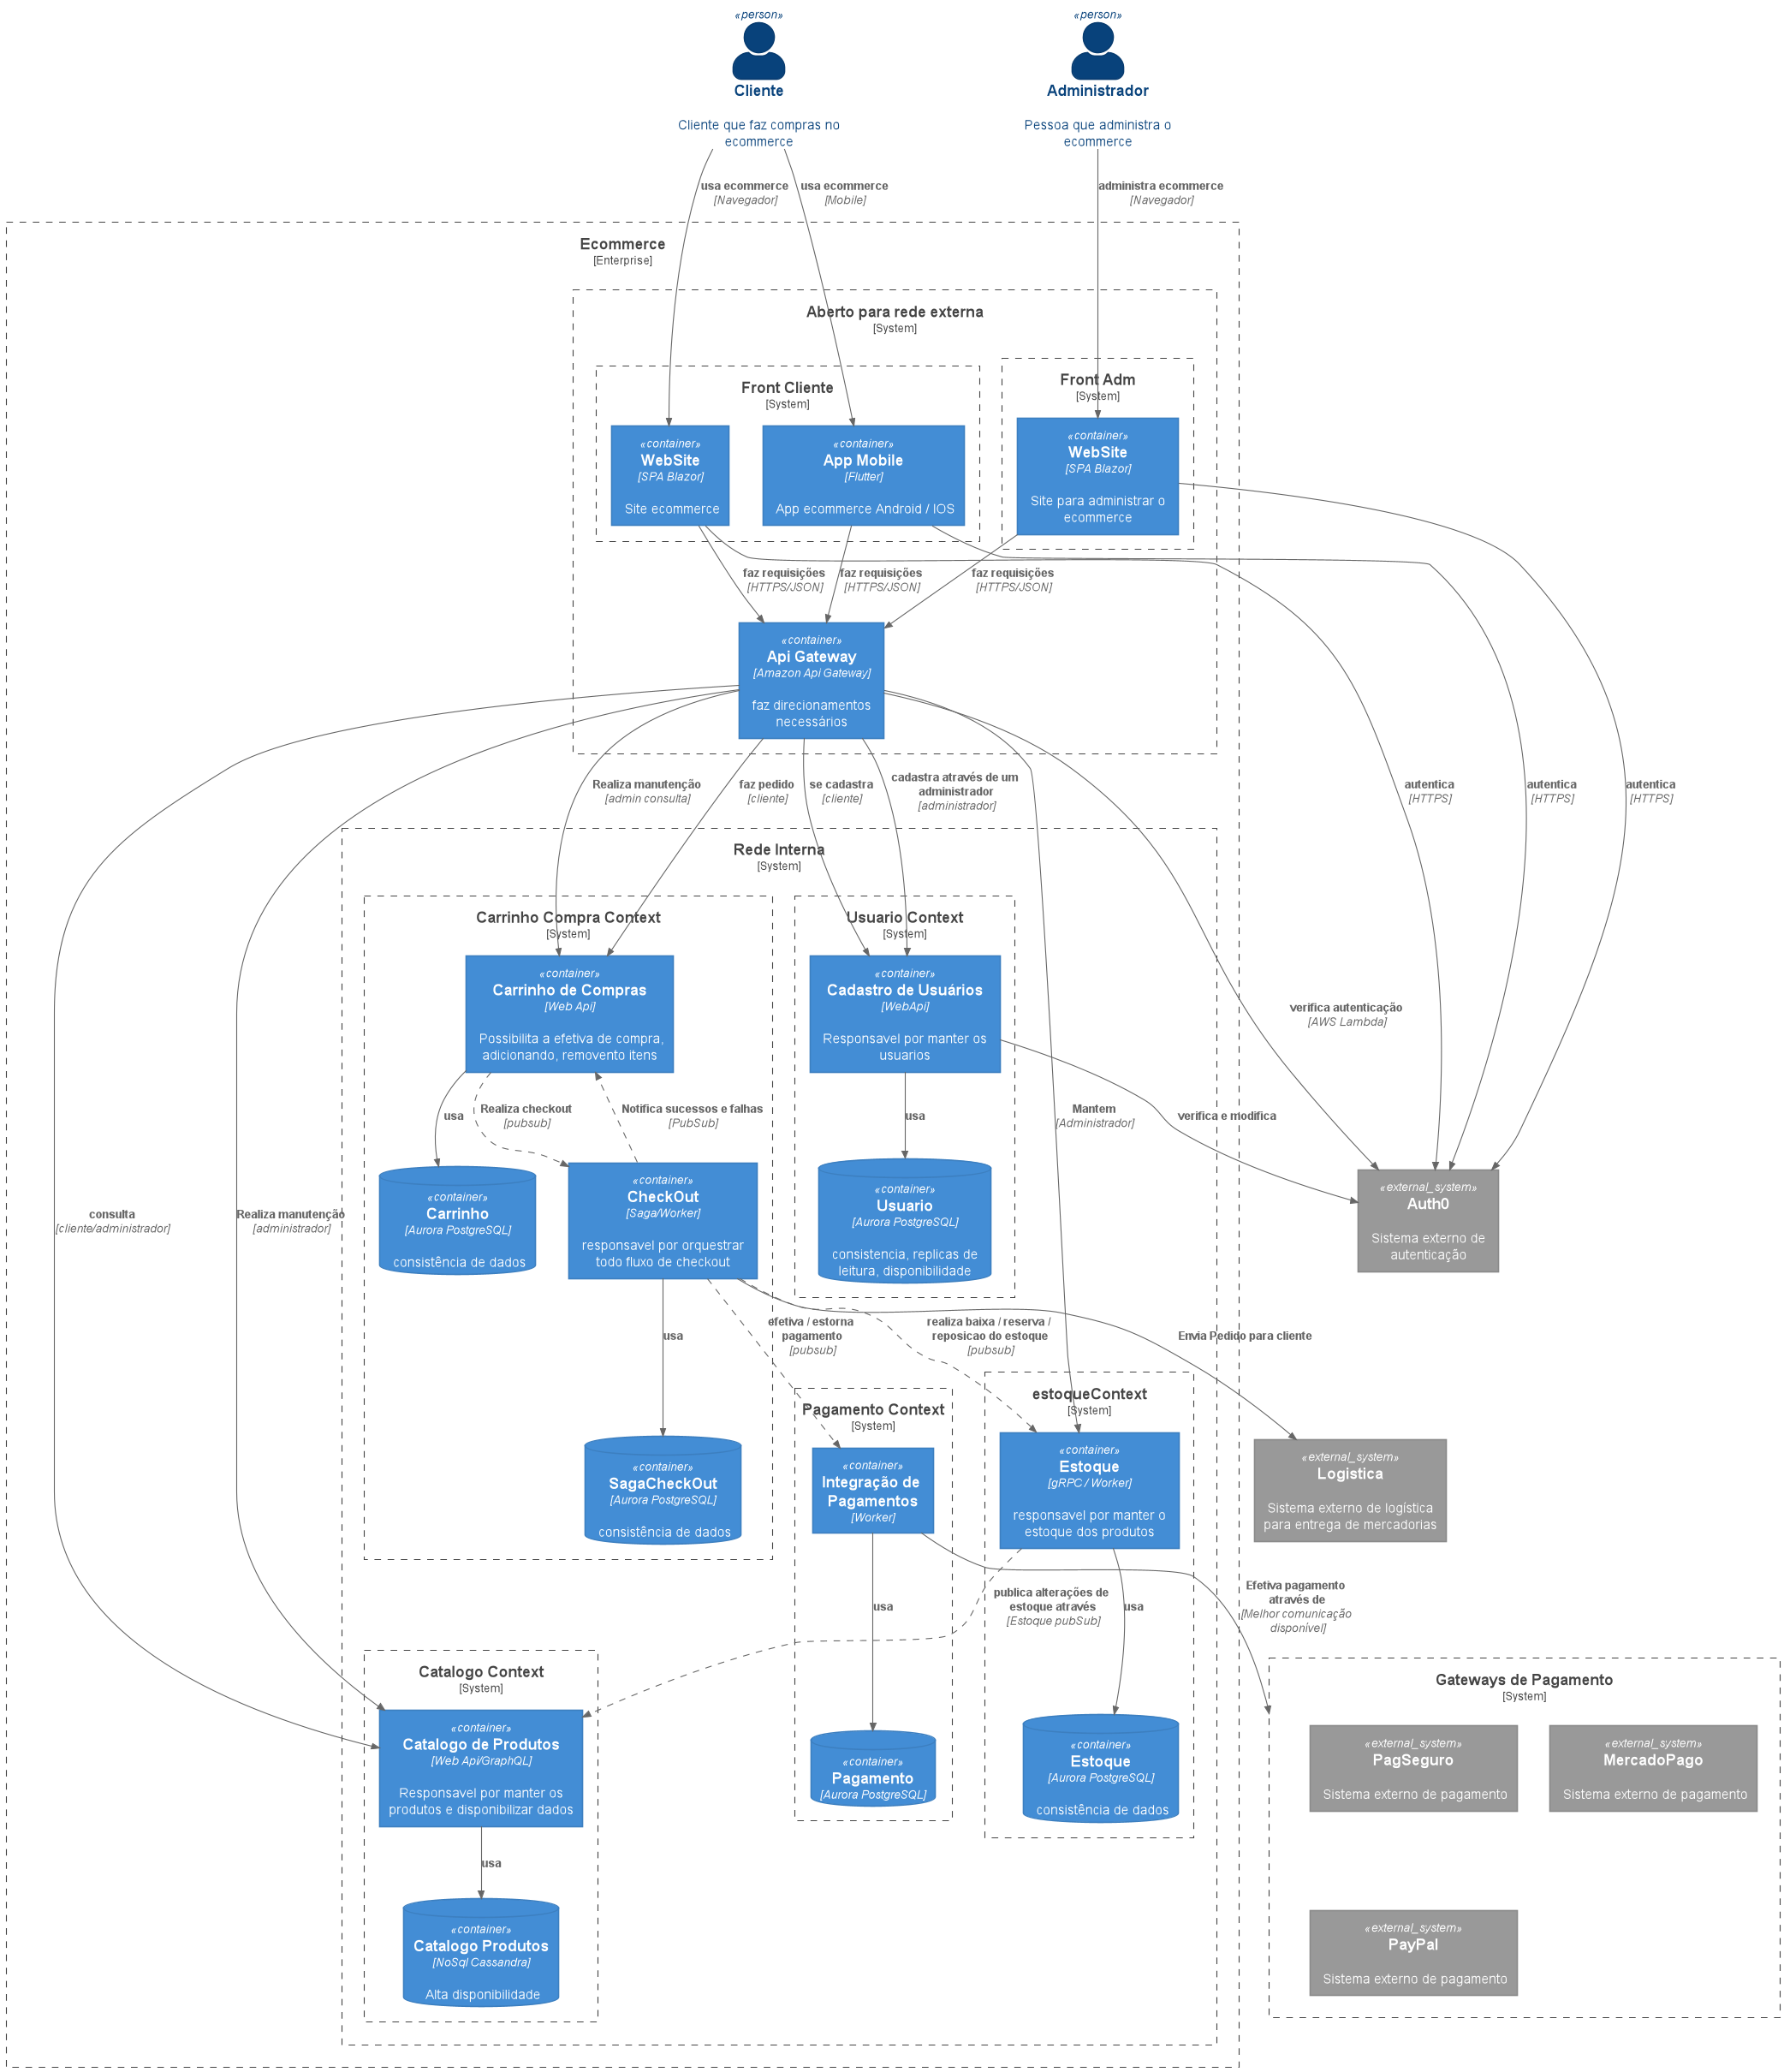 «person»
Cliente
Cliente que faz compras no
ecommerce
«person»
Administrador
Pessoa que administra o
ecommerce
usa ecommerce
[Navegador]
usa ecommerce
[Mobile]
administra ecommerce
[Navegador]
Ecommerce
[Enterprise]
Aberto para rede externa
[System]
Front Cliente
[System]
Front Adm
[System]
«container»
WebSite
[SPA Blazor]
Site ecommerce
«container»
App Mobile
[Flutter]
App ecommerce Android / IOS
«container»
WebSite
[SPA Blazor]
Site para administrar o
ecommerce
faz requisições
[HTTPS/JSON]
faz requisições
[HTTPS/JSON]
faz requisições
[HTTPS/JSON]
«container»
Api Gateway
[Amazon Api Gateway]
faz direcionamentos
necessários
Realiza manutenção
[admin consulta]
faz pedido
[cliente]
se cadastra
[cliente]
cadastra através de um
administrador
[administrador]
autentica
[HTTPS]
autentica
[HTTPS]
autentica
[HTTPS]
Rede Interna
[System]
Carrinho Compra Context
[System]
Usuario Context
[System]
«container»
Carrinho de Compras
[Web Api]
Possibilita a efetiva de compra,
adicionando, removento itens
«container»
Cadastro de Usuários
[WebApi]
Responsavel por manter os
usuarios
verifica autenticação
[AWS Lambda]
usa
Realiza checkout
[pubsub]
Notifica sucessos e falhas
[PubSub]
usa
Mantem
[Administrador]
verifica e modifica
consulta
[cliente/administrador]
Realiza manutenção
[administrador]
«container»
Carrinho
[Aurora PostgreSQL]
consistência de dados
«container»
CheckOut
[Saga/Worker]
responsavel por orquestrar
todo fluxo de checkout
«container»
Usuario
[Aurora PostgreSQL]
consistencia, replicas de
leitura, disponibilidade
«external_system»
Auth0
Sistema externo de
autenticação
usa
efetiva / estorna
pagamento
[pubsub]
realiza baixa / reserva /
reposicao do estoque
[pubsub]
Envia Pedido para cliente
Pagamento Context
[System]
estoqueContext
[System]
«container»
SagaCheckOut
[Aurora PostgreSQL]
consistência de dados
«container»
Integração de
Pagamentos
[Worker]
«container»
Estoque
[gRPC / Worker]
responsavel por manter o
estoque dos produtos
«external_system»
Logistica
Sistema externo de logística
para entrega de mercadorias
usa
publica alterações de
estoque através
[Estoque pubSub]
usa
Efetiva pagamento
através de
[Melhor comunicação
disponível]
Catalogo Context
[System]
«container»
Catalogo de Produtos
[Web Api/GraphQL]
Responsavel por manter os
produtos e disponibilizar dados
«container»
Pagamento
[Aurora PostgreSQL]
«container»
Estoque
[Aurora PostgreSQL]
consistência de dados
Gateways de Pagamento
[System]
«external_system»
PagSeguro
Sistema externo de pagamento
«external_system»
MercadoPago
Sistema externo de pagamento
usa
«container»
Catalogo Produtos
[NoSql Cassandra]
Alta disponibilidade
«external_system»
PayPal
Sistema externo de pagamento